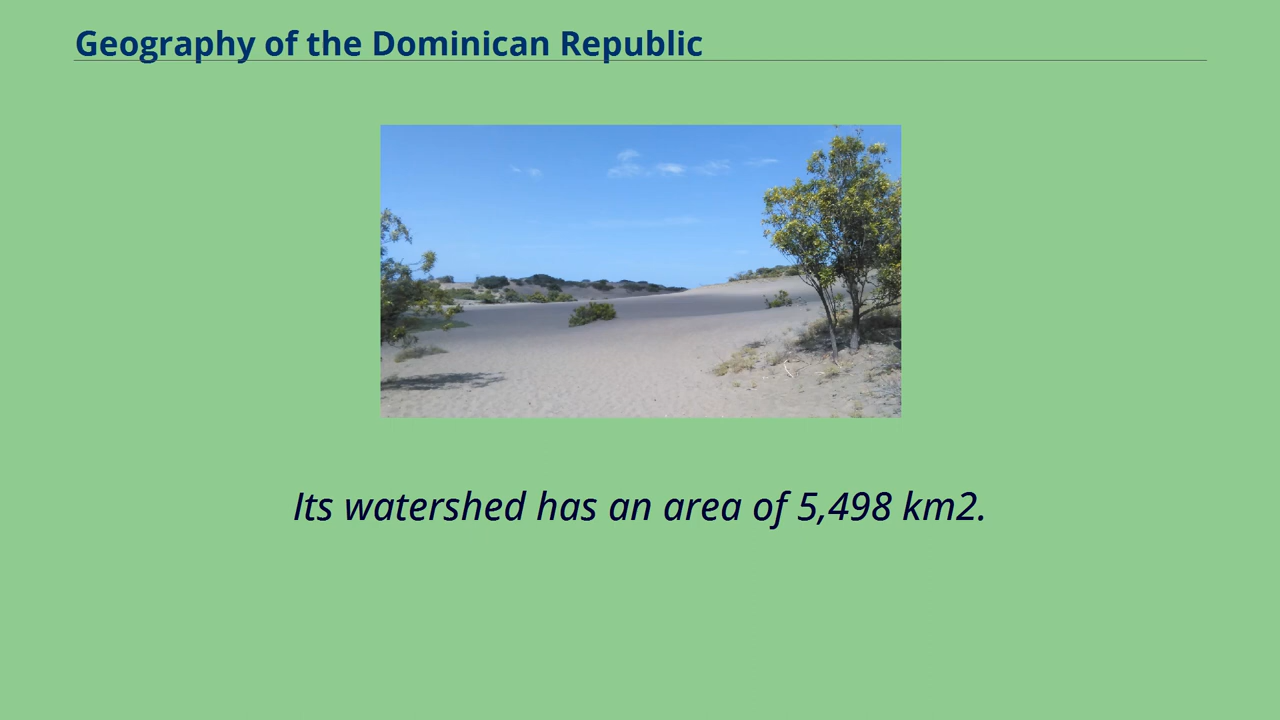 Geography of the Dominican Republic
Its watershed has an area of 5,498 km2.